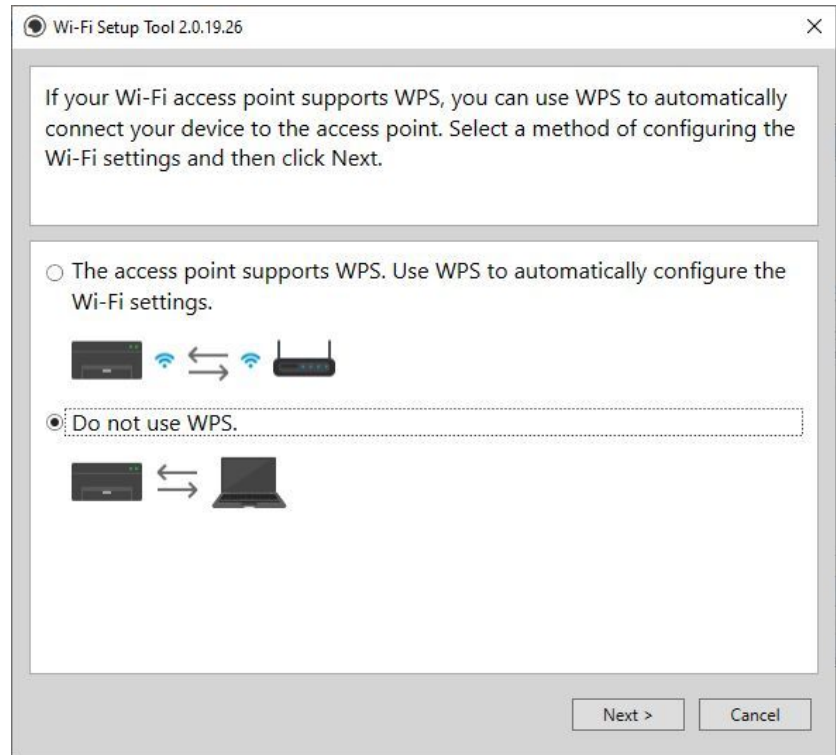 Wi-Fi Setup Tool 2.0.19.26
If your Wi-Fi access point supports WPS, you can use WPS to automatically
connect your device to the access point. Select a method of configuring the
Wi-Fi settings and then click Next.
The access point supports WPS. Use WPS to automatically configure the
Wi-Fi settings.
Do not use WPS.
Next >
Cancel